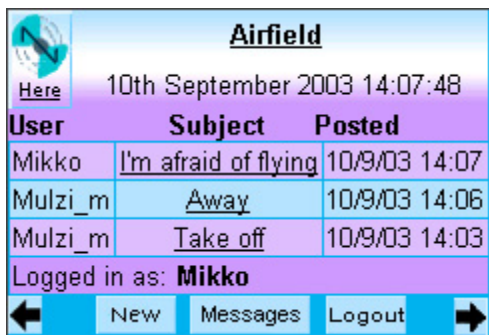 Airfield
Here
10th September 2003 14:07:48
User Subject Posted
Mikko I'm afraid of flying 10/9/03 14:07
Mulzi_m Away 10/9/03 14:06
Mulzi_m Take off 10/9/03 14:03
Logged in as: Mikko
New Messages Logout